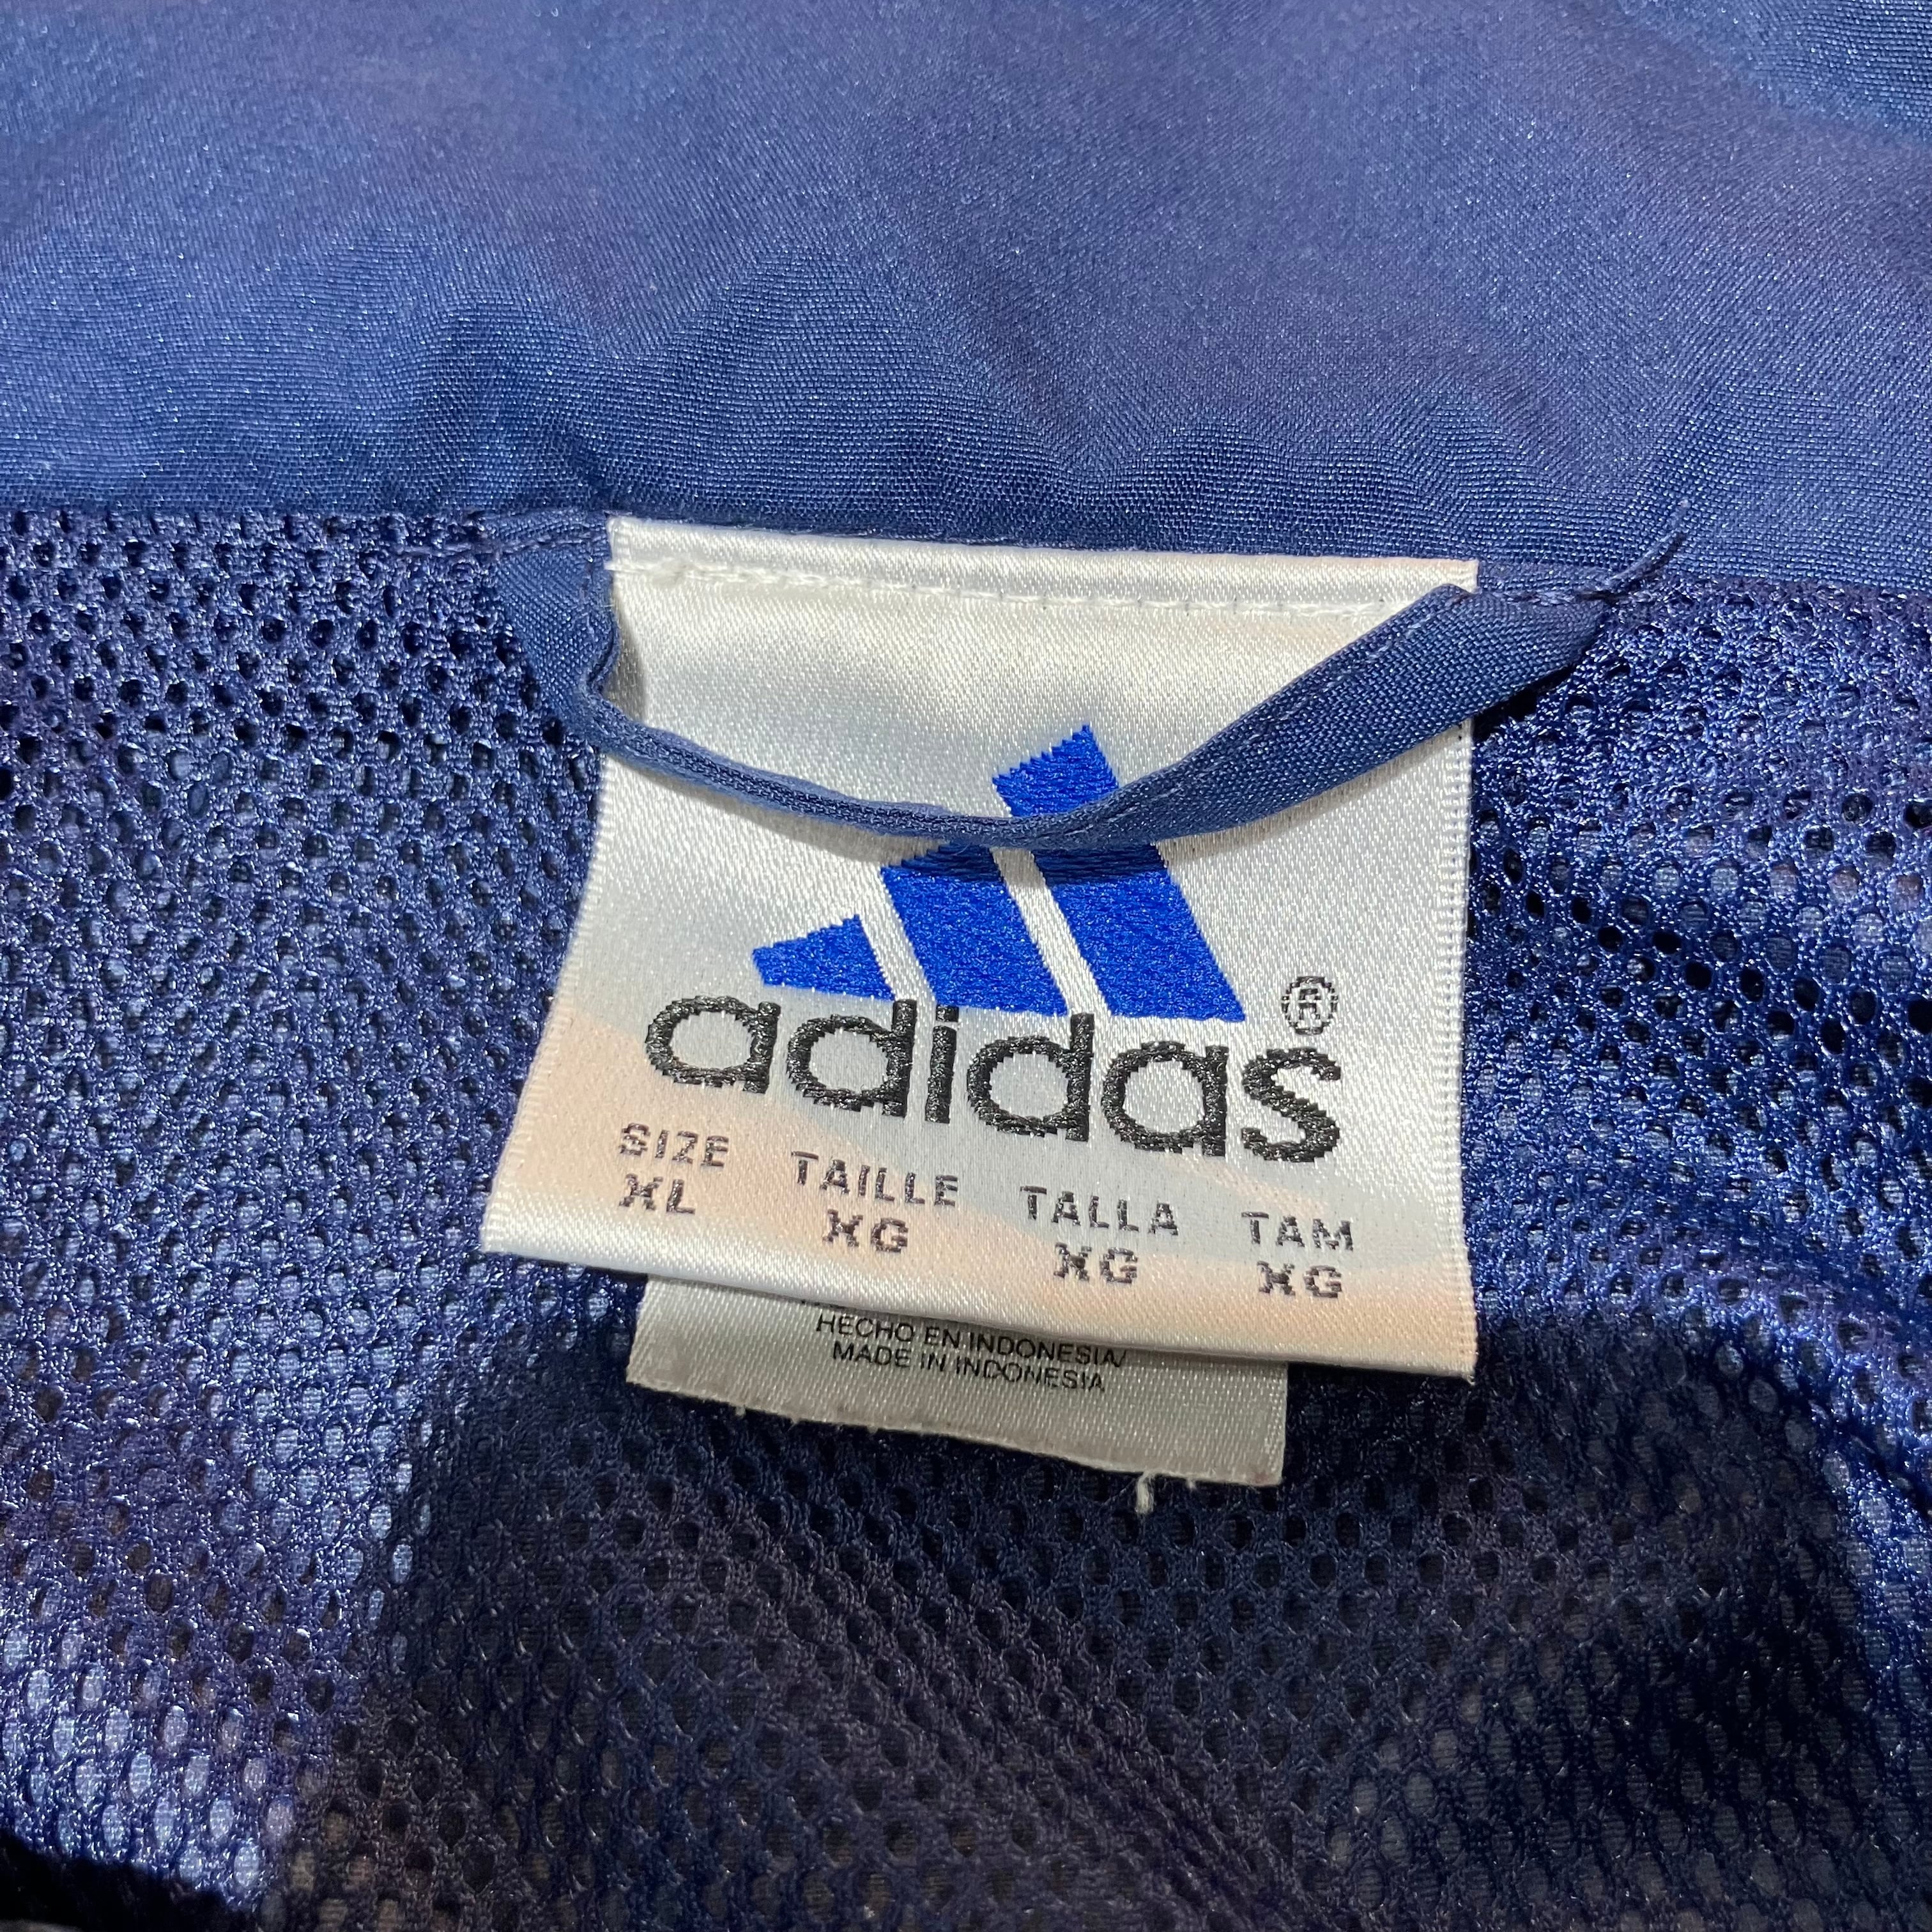 adidas®
SIZE TAILLE TALLA TAM
XL XG XG XG
HECHO EN INDONESIA/
MADE IN INDONESIA